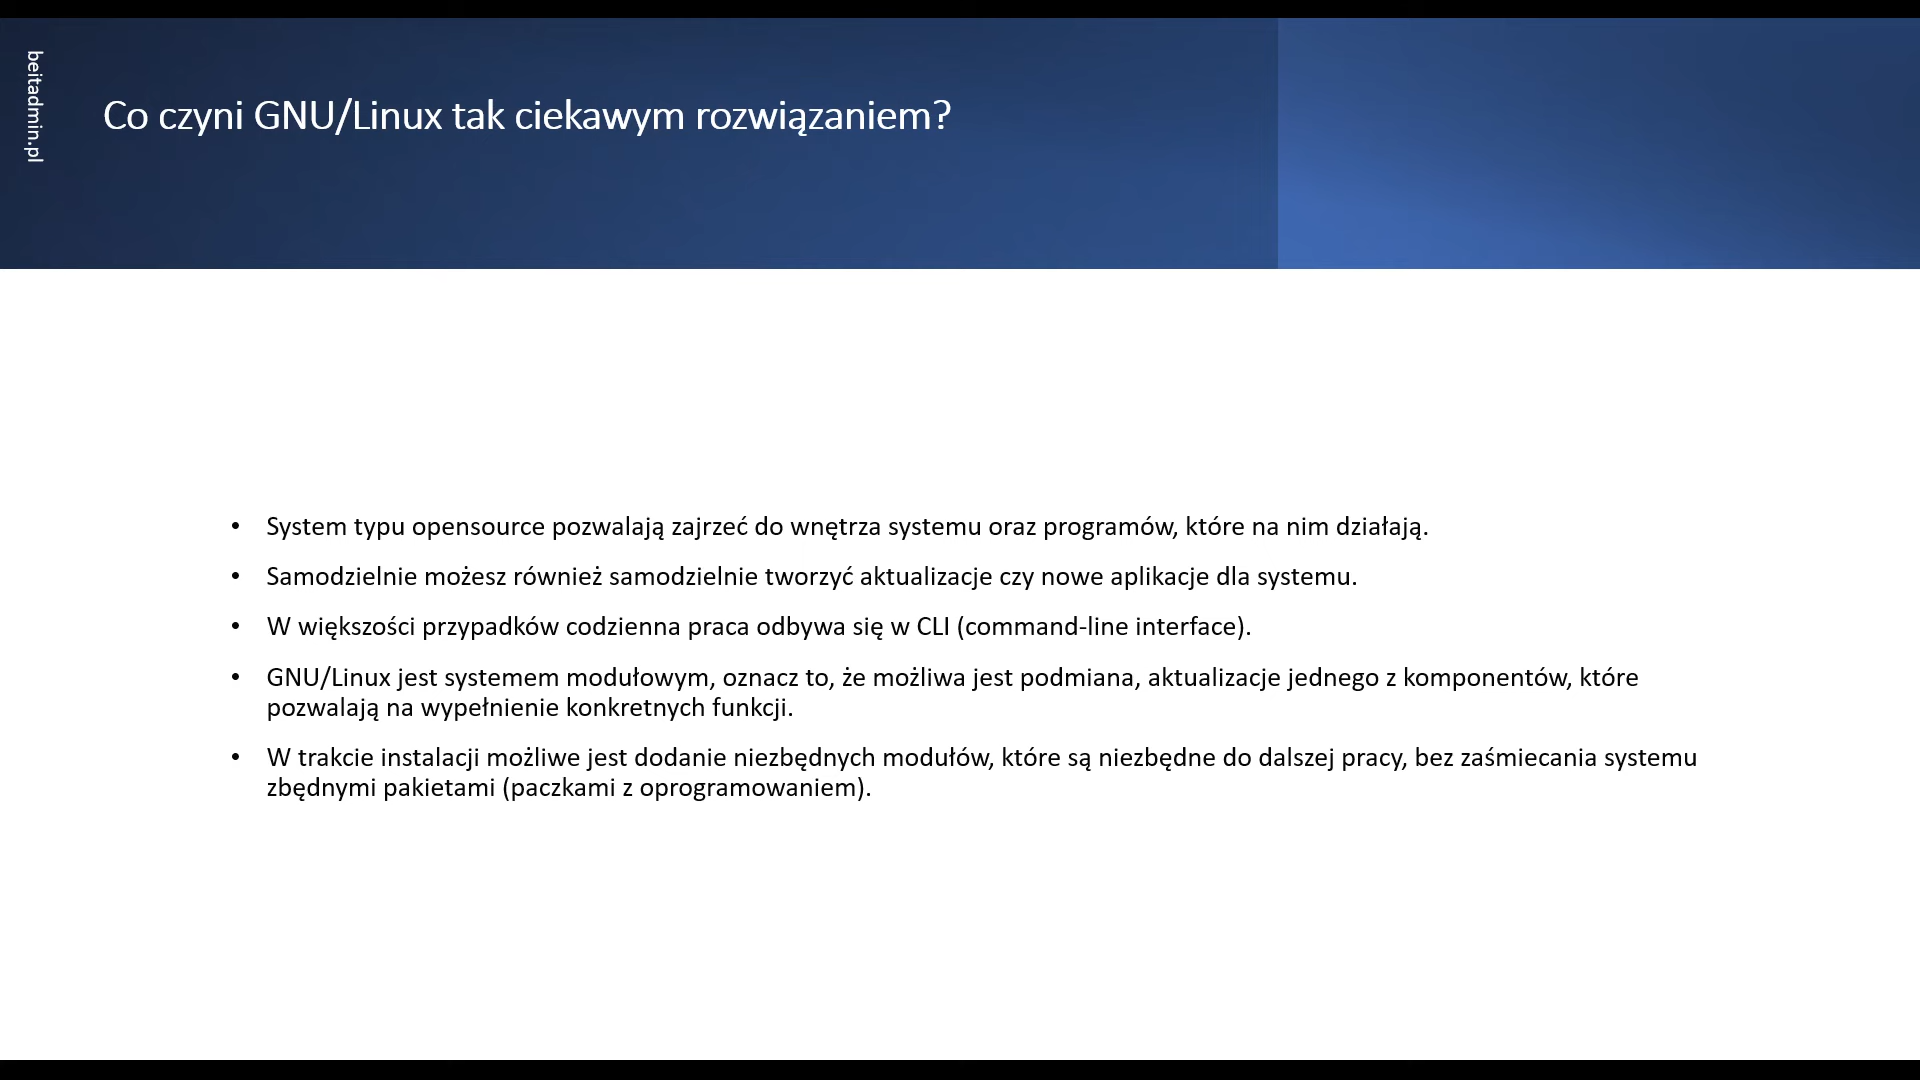 beitadmin.pl
Co czyni GNU/Linux tak ciekawym rozwiązaniem?
• System typu opensource pozwalają zajrzeć do wnętrza systemu oraz programów, które na nim działają.
• Samodzielnie możesz również samodzielnie tworzyć aktualizacje czy nowe aplikacje dla systemu.
• W większości przypadków codzienna praca odbywa się w CLI (command-line interface).
• GNU/Linux jest systemem modułowym, oznacz to, że możliwa jest podmiana, aktualizacje jednego z komponentów, które
pozwalają na wypełnienie konkretnych funkcji.
• W trakcie instalacji możliwe jest dodanie niezbędnych modułów, które są niezbędne do dalszej pracy, bez zaśmiecania systemu
zbędnymi pakietami (paczkami z oprogramowaniem).